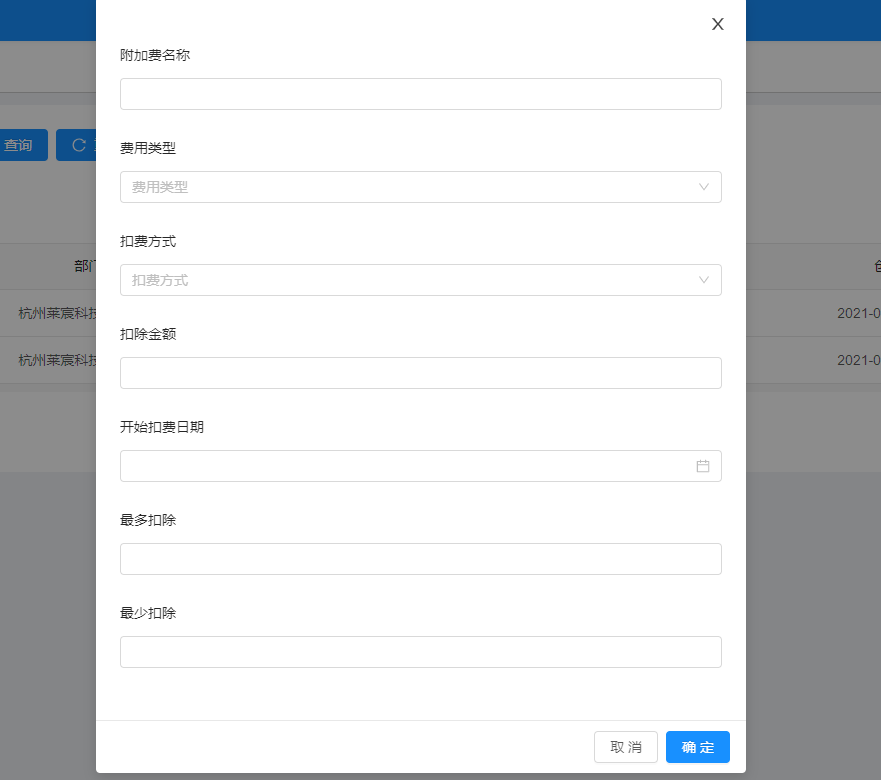 附加费名称
费用类型
费用类型
扣费方式
扣费方式
扣除金额
开始扣费日期
最多扣除
最少扣除
取 消
确 定
查询
部门
杭州莱宸科技
2021-0
杭州莱宸科技
2021-0